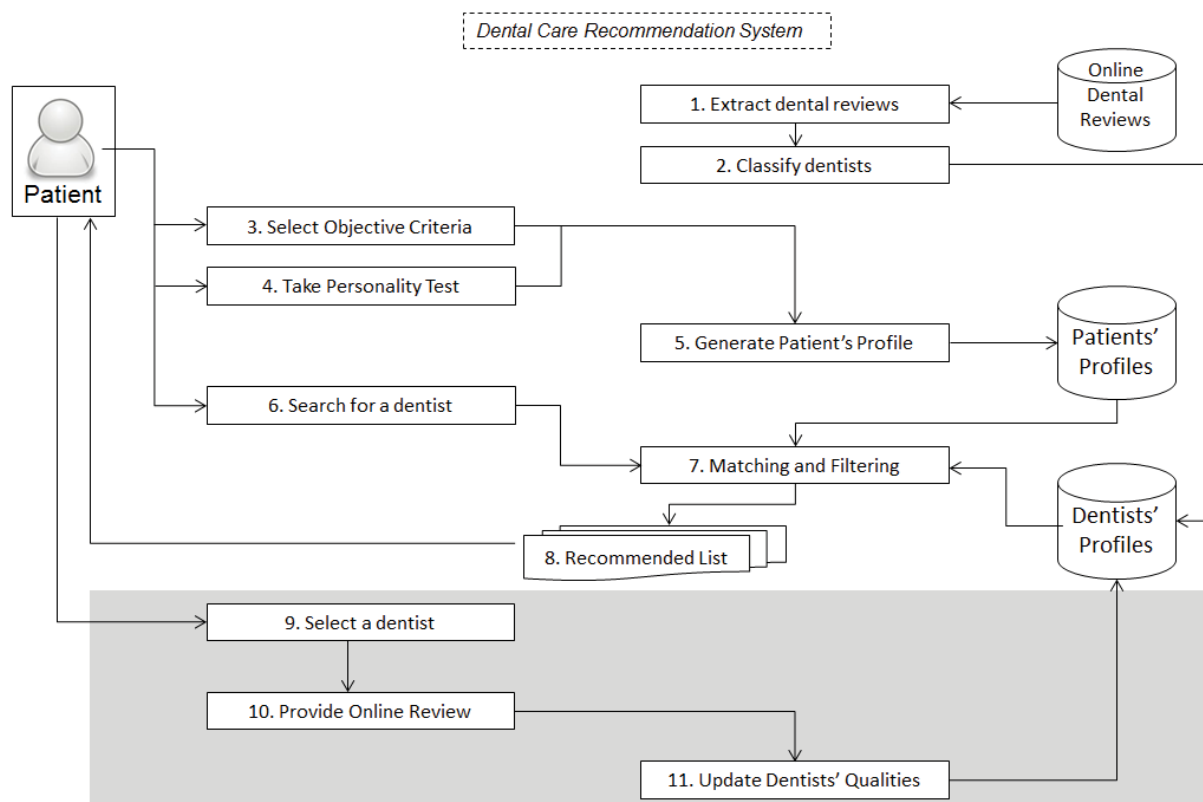 Dental Care Recommendation System
Online
Dental
Reviews
1. Extract dental reviews
2. Classify dentists
Patient
3. Select Objective Criteria
4. Take Personality Test
5. Generate Patient's Profile
Patients'
Profiles
6. Search for a dentist
7. Matching and Filtering
Dentists'
Profiles
8. Recommended List
9. Select a dentist
10. Provide Online Review
11. Update Dentists' Qualities